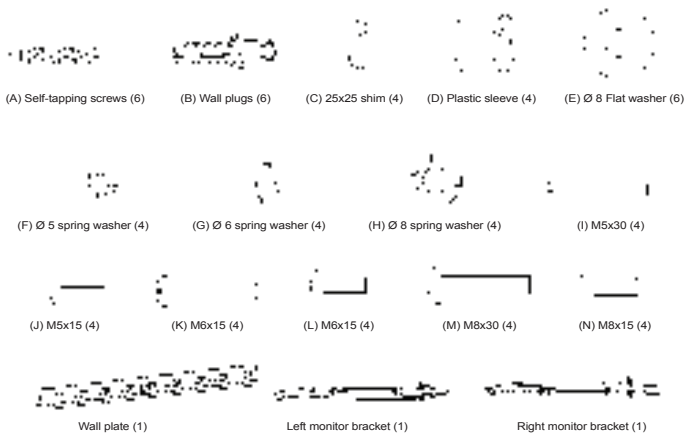 (A) Self-tapping screws (6) (B) Wall plugs (6) (C) 25x25 shim (4) (D) Plastic sleeve (4) (E) Ø 8 Flat washer (6)
(F) Ø 5 spring washer (4) (G) Ø 6 spring washer (4) (H) Ø 8 spring washer (4) (I) M5x30 (4)
(J) M5x15 (4) (K) M6x15 (4) (L) M6x15 (4) (M) M8x30 (4) (N) M8x15 (4)
Wall plate (1) Left monitor bracket (1) Right monitor bracket (1)